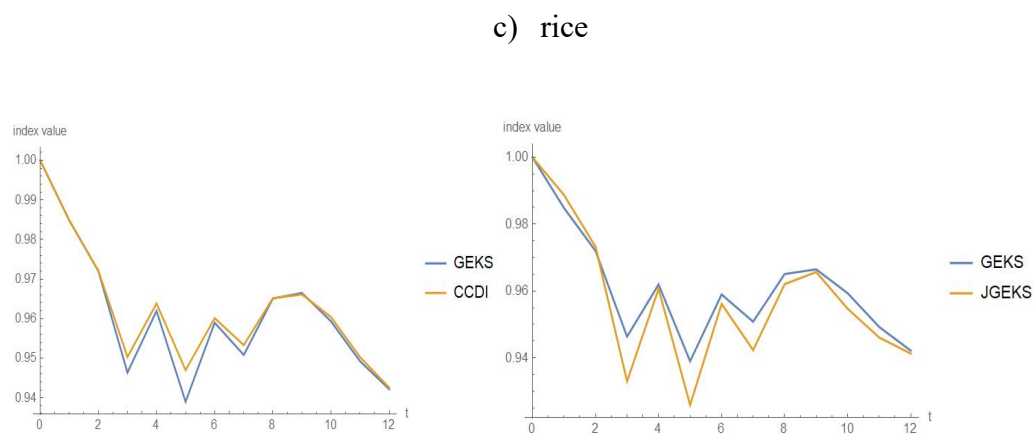 c) rice
index value
1.00
0.99
0.98
0.97
0.96
0.95
0.94
0 2 4 6 8 10 12
t
GEKS
CCDI
index value
1.00
0.98
0.96
0.94
0 2 4 6 8 10 12
t
GEKS
JGEKS